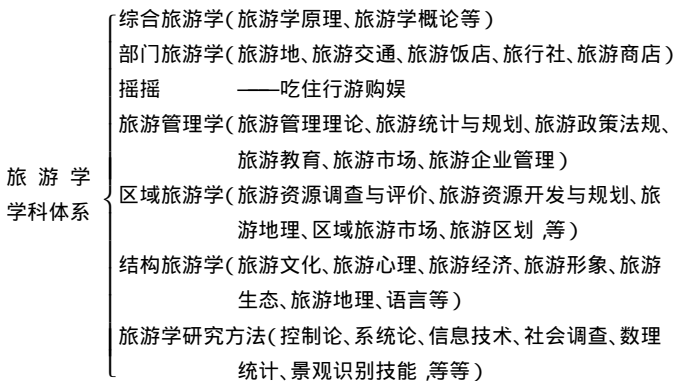 综合旅游学(旅游学原理、旅游学概论等)
部门旅游学(旅游地、旅游交通、旅游饭店、旅行社、旅游商店)
摇摇 ——吃住行游购娱
旅游管理学(旅游管理理论、旅游统计与规划、旅游政策法规、
旅游教育、旅游市场、旅游企业管理)
旅游学
学科体系
区域旅游学(旅游资源调查与评价、旅游资源开发与规划、旅
游地理、区域旅游市场、旅游区划,等)
结构旅游学(旅游文化、旅游心理、旅游经济、旅游形象、旅游
生态、旅游地理、语言等)
旅游学研究方法(控制论、系统论、信息技术、社会调查、数理
统计、景观识别技能,等等)